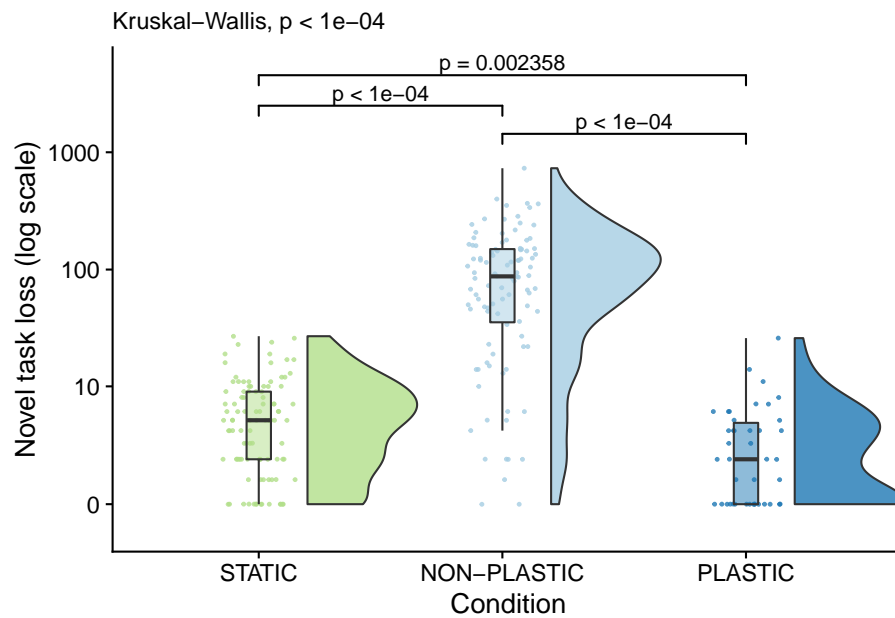 Kruskal−Wallis, p < 1e−04
p = 0.002358
p < 1e−04
p < 1e−04
1000
100
10
0
Novel task loss (log scale)
STATIC
NON−PLASTIC
PLASTIC
Condition